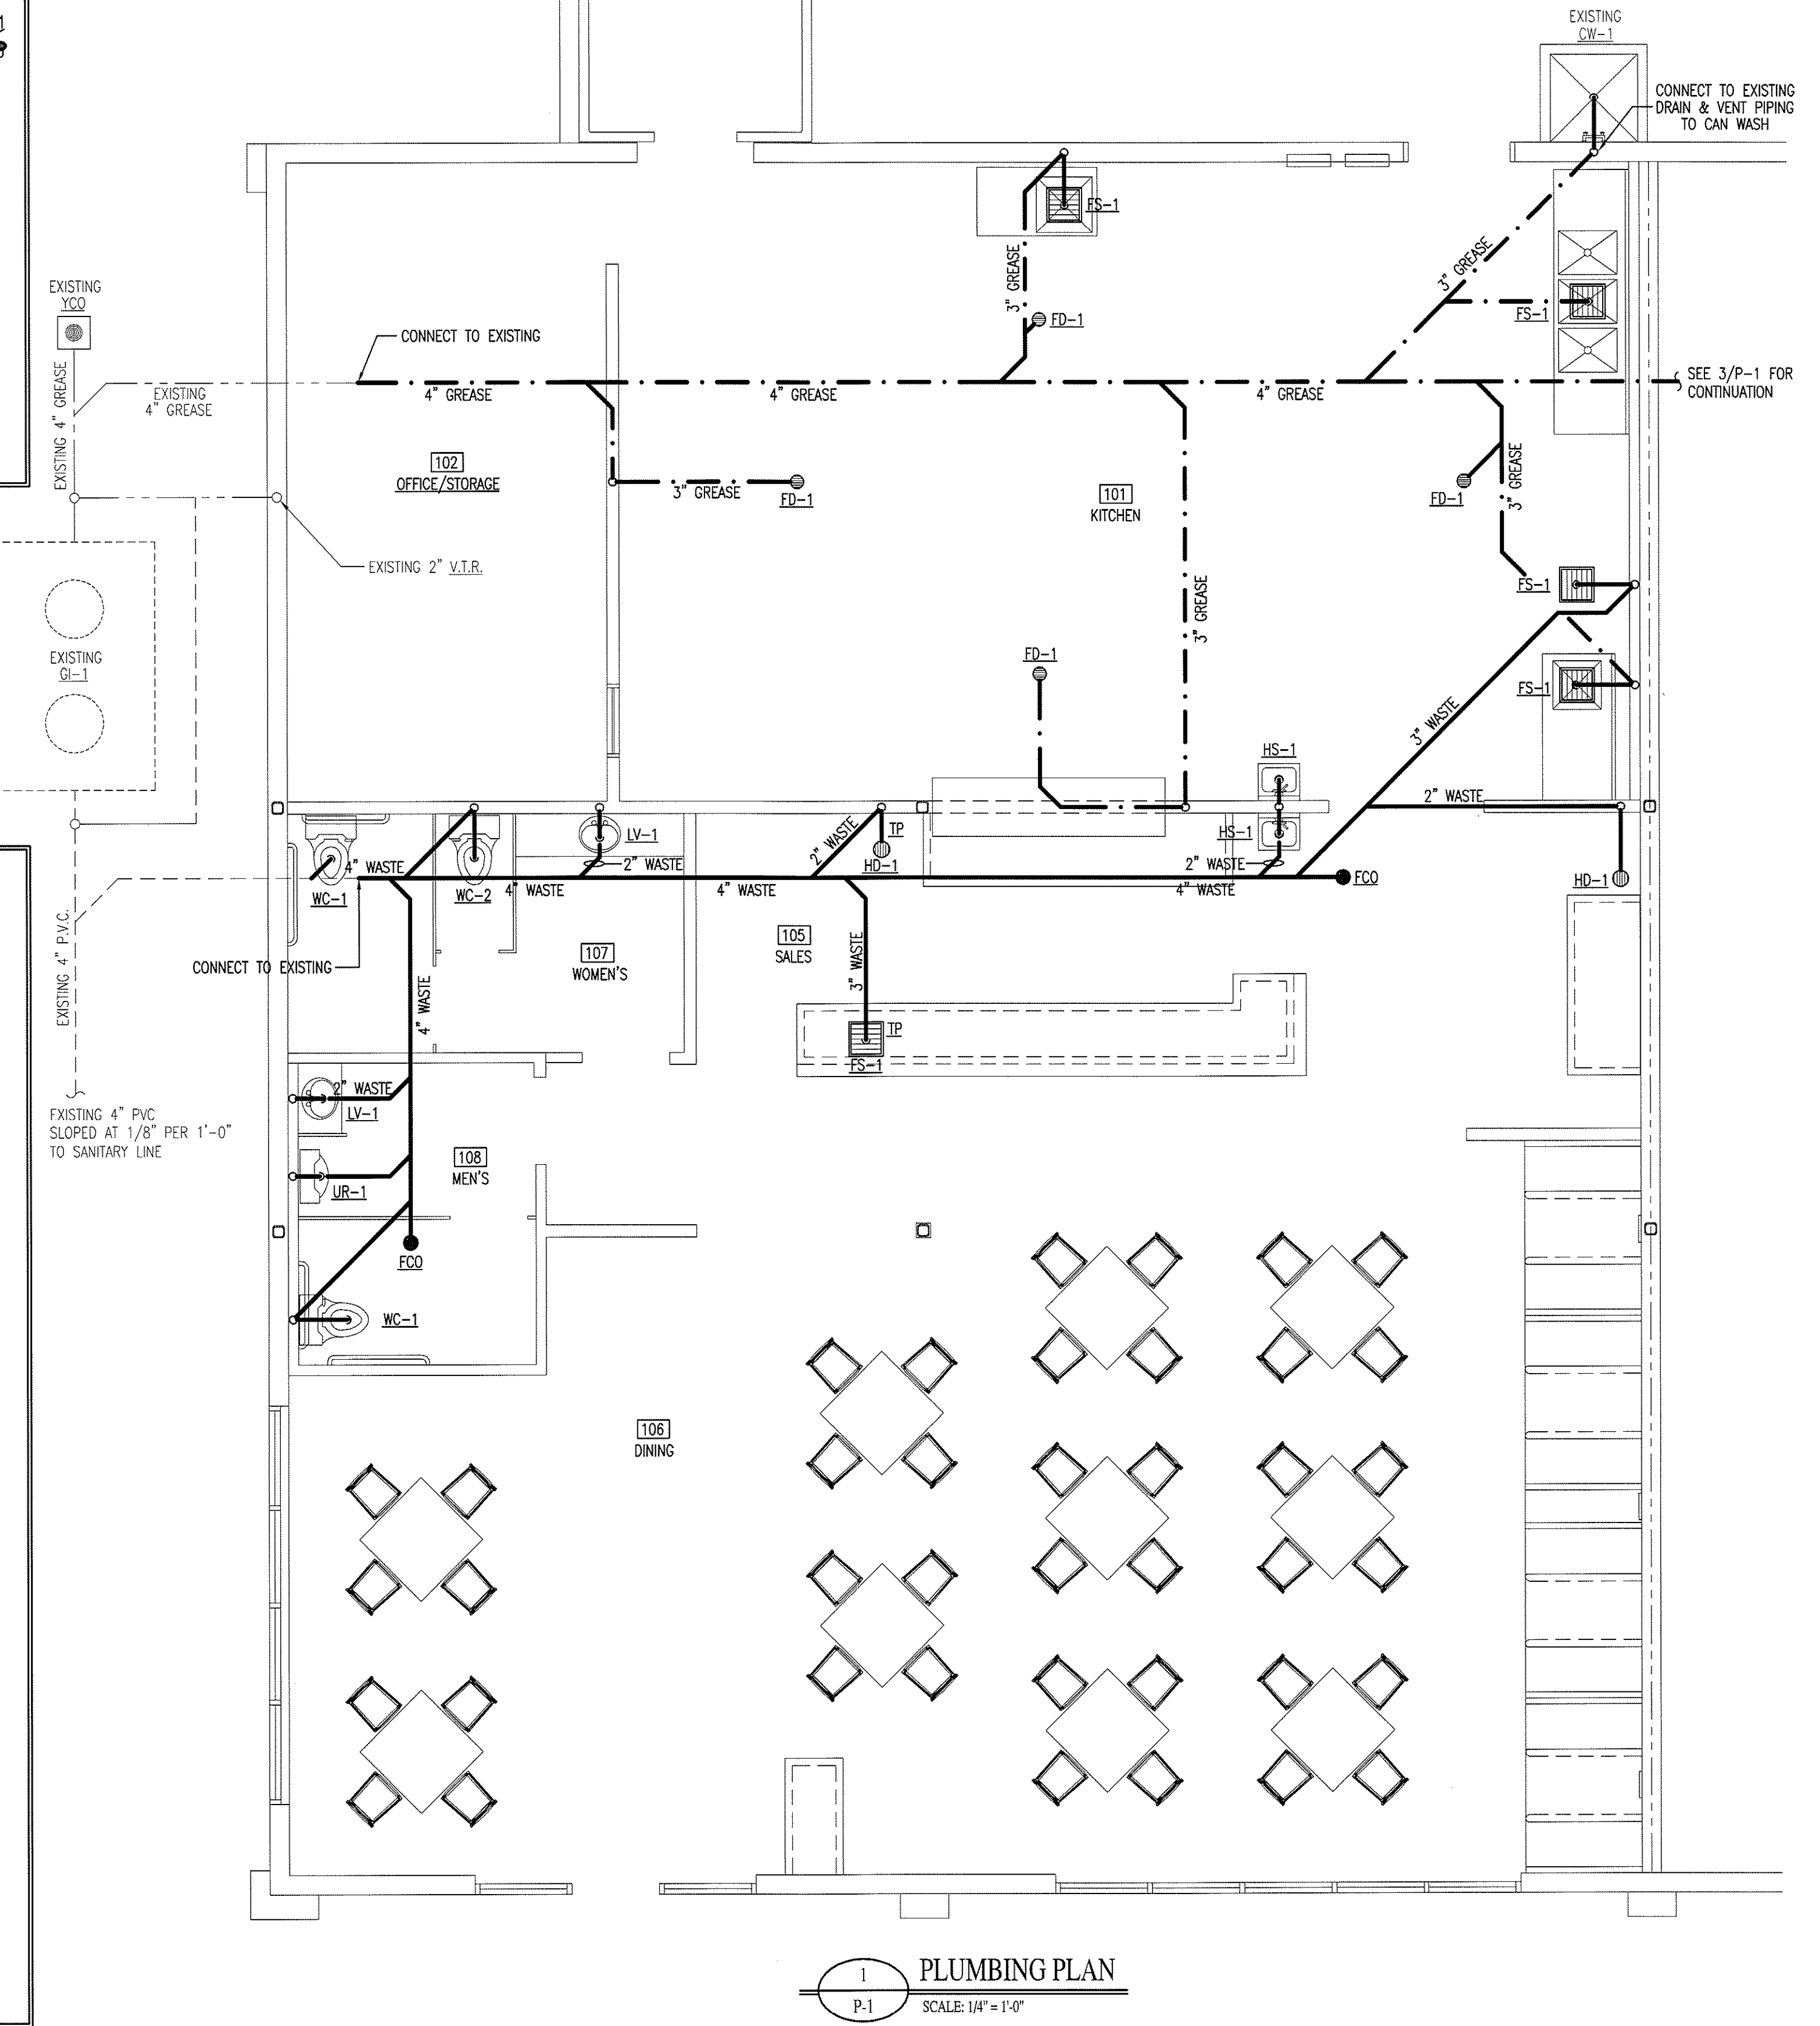 1
EXISTING
CW-1
CONNECT TO EXISTING
DRAIN & VENT PIPING
TO CAN WASH
FS-1
3" GREASE
3" GREASE
EXISTING
YCO
FD-1
FS-1
CONNECT TO EXISTING
SEE 3/P-1 FOR
CONTINUATION
EXISTING
4" GREASE
4" GREASE
4" GREASE
4" GREASE
EXISTING 4" GREASE
102
OFFICE/STORAGE
3" GREASE
FD-1
101
KITCHEN
FD-1
3" GREASE
EXISTING 2" V.T.R.
FS-1
3" GREASE
EXISTING
GI-1
FD-1
FS-1
3" WASTE
HS-1
2" WASTE
LV-1
2" WASTE
TP
HS-1
4" WASTE
2" WASTE
HD-1
2" WASTE
WC-1
WC-2
4" WASTE
4" WASTE
4" WASTE
FCO
HD-1
EXISTING 4" P.V.C.
105
SALES
107
WOMEN'S
CONNECT TO EXISTING
3" WASTE
4" WASTE
TP
FS-1
2" WASTE
LV-1
EXISTING 4" PVC
SLOPED AT 1/8" PER 1'-0"
TO SANITARY LINE
108
MEN'S
UR-1
FCO
WC-1
106
DINING
1
P-1
PLUMBING PLAN
SCALE: 1/4" = 1'-0"